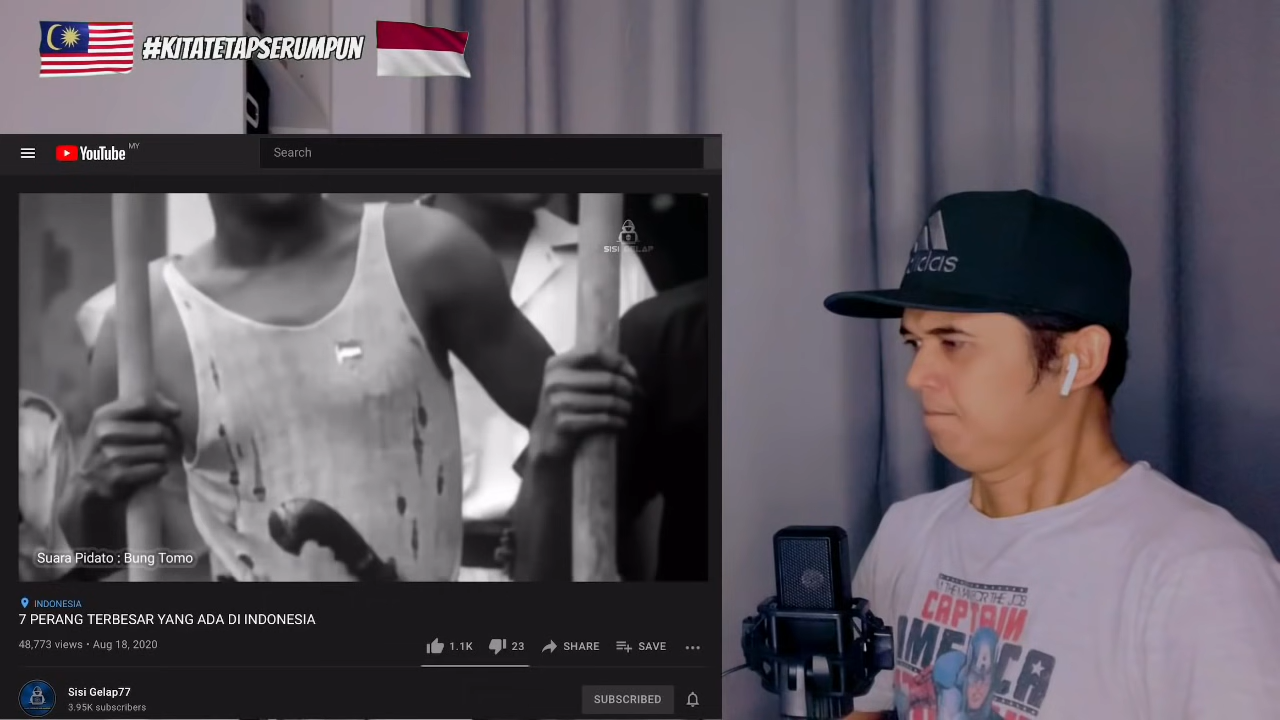 #KITATETAPSERUMPUN
YouTube MY
Search
SISI GELAP
Suara Pidato : Bung Tomo
INDONESIA
7 PERANG TERBESAR YANG ADA DI INDONESIA
48,773 views • Aug 18, 2020
1.1K 23 SHARE SAVE
Sisi Gelap77
3.95K subscribers
SUBSCRIBED
adidas
CAPTAIN
AMERICA